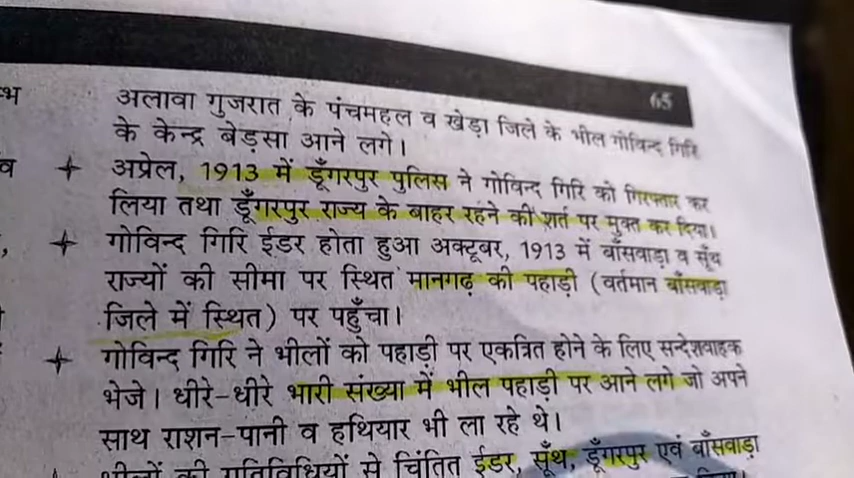 65
भ
अलावा गुजरात के पंचमहल व खेड़ा जिले के भील गोविन्द गिरि
के केन्द्र बेड़सा आने लगे।
व
अप्रेल, 1913 में डूँगरपुर पुलिस ने गोविन्द गिरि को गिरफ्तार कर
लिया तथा डूँगरपुर राज्य के बाहर रहने की शर्त पर मुक्त कर दिया।
गोविन्द गिरि ईडर होता हुआ अक्टूबर, 1913 में बाँसवाड़ा व सूँथ
राज्यों की सीमा पर स्थित मानगढ़ की पहाड़ी (वर्तमान बाँसवाड़ा
जिले में स्थित) पर पहुँचा।
गोविन्द गिरि ने भीलों को पहाड़ी पर एकत्रित होने के लिए सन्देशवाहक
भेजे। धीरे-धीरे भारी संख्या में भील पहाड़ी पर आने लगे जो अपने
साथ राशन-पानी व हथियार भी ला रहे थे।
भीलों की गतिविधियों से चिंतित ईडर, सूँथ, डूँगरपुर एवं बाँसवाड़ा